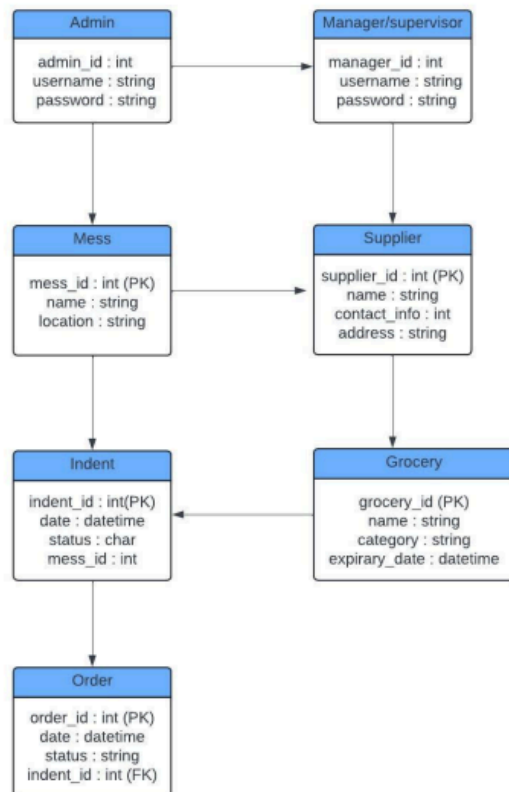 Admin
admin_id : int
username : string
password : string
Manager/supervisor
manager_id : int
username : string
password : string
Mess
mess_id : int (PK)
name : string
location : string
Supplier
supplier_id : int (PK)
name : string
contact_info : int
address : string
Indent
indent_id : int(PK)
date : datetime
status : char
mess_id : int
Grocery
grocery_id (PK)
name : string
category : string
expirary_date : datetime
Order
order_id : int (PK)
date : datetime
status : string
indent_id : int (FK)